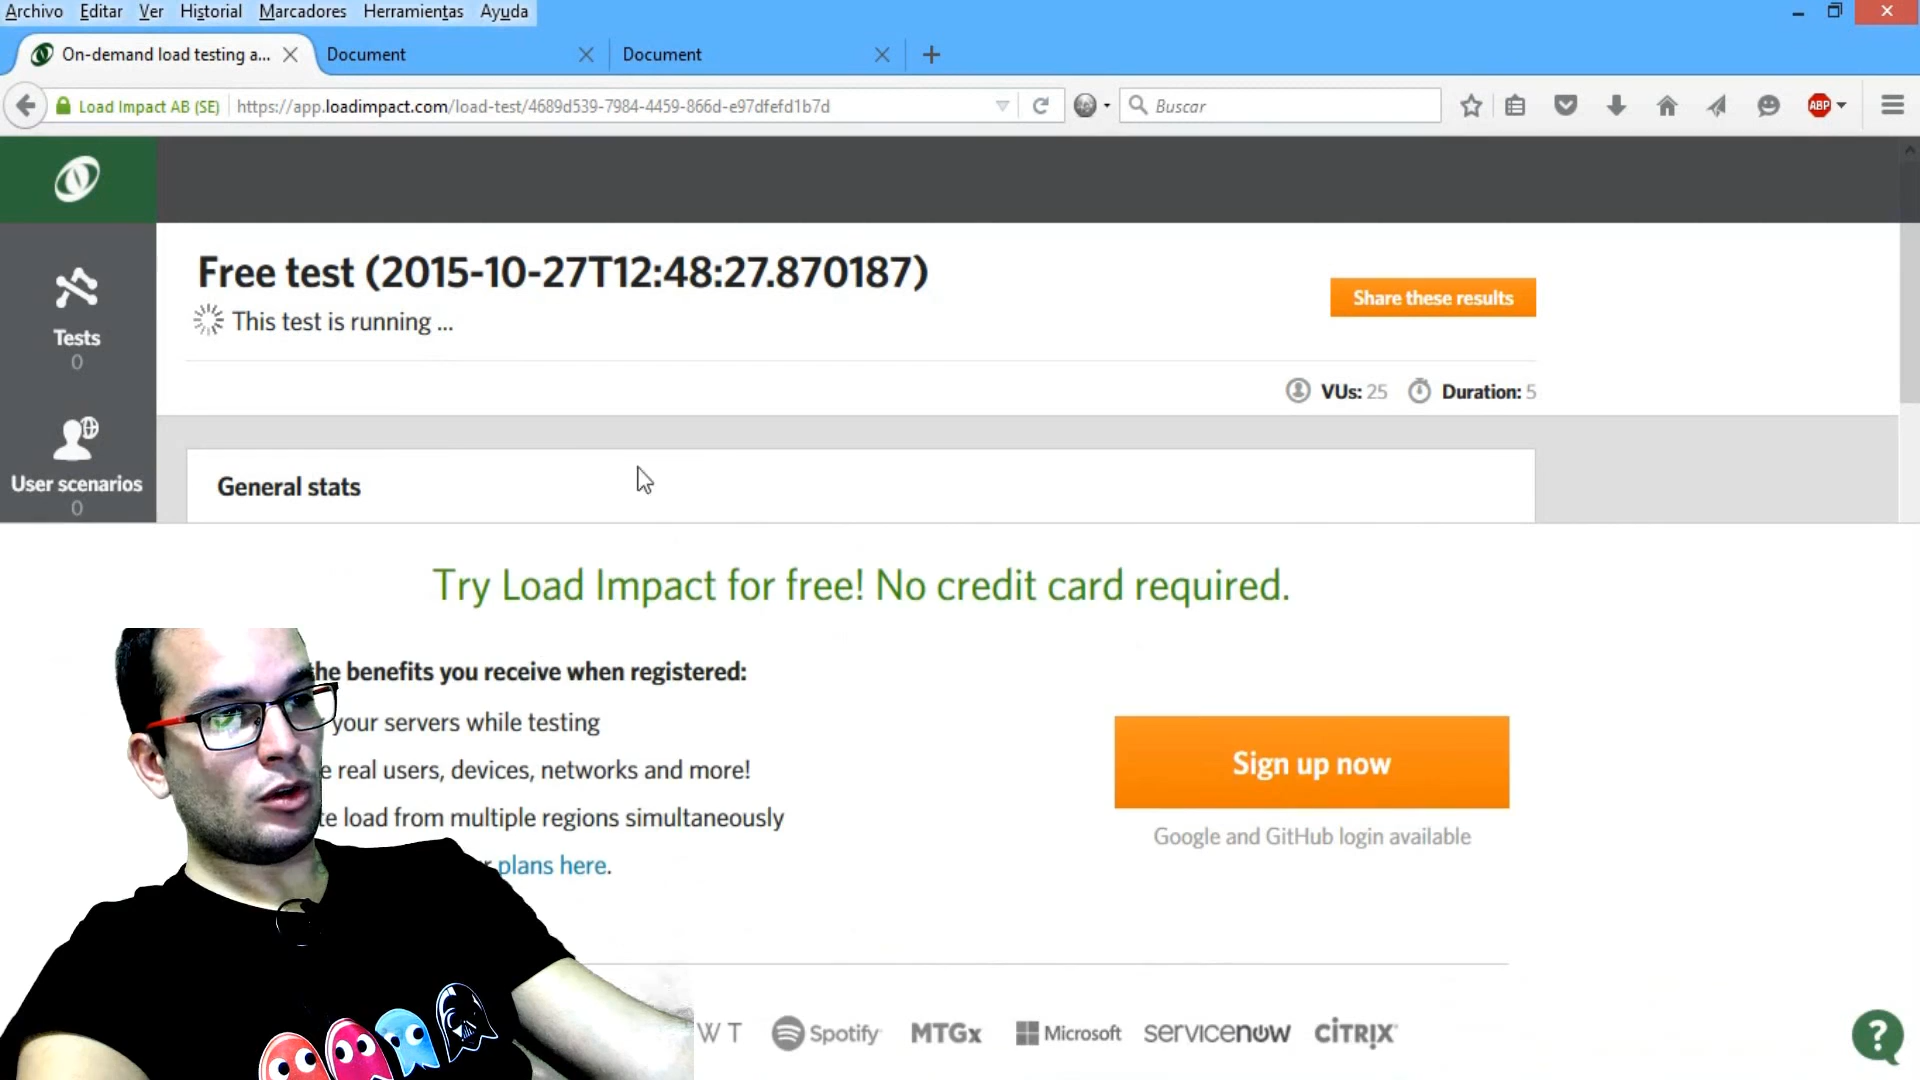 Archivo Editar Ver Historial Marcadores Herramientas Ayuda
On-demand load testing a... Document Document
Load Impact AB (SE) https://app.loadimpact.com/load-test/4689d539-7984-4459-866d-e97dfefd1b7d Buscar ABP
Free test (2015-10-27T12:48:27.870187)
This test is running ...
Share these results
Tests
0
VUs: 25 Duration: 5
User scenarios
0
General stats
Try Load Impact for free! No credit card required.
the benefits you receive when registered:
your servers while testing
real users, devices, networks and more!
load from multiple regions simultaneously
plans here.
Sign up now
Google and GitHub login available
W T Spotify MTGx Microsoft servicenow CITRIX
?